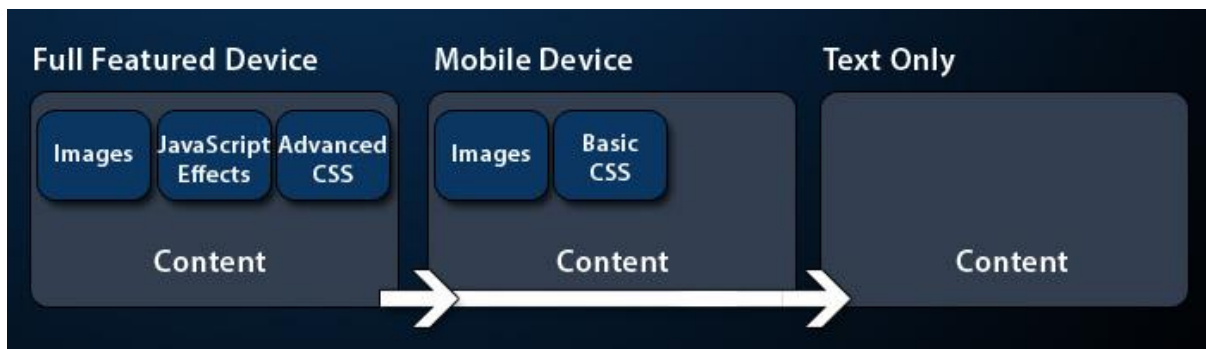 Full Featured Device
Images
JavaScript
Effects
Advanced
CSS
Content
Mobile Device
Images
Basic
CSS
Content
Text Only
Content